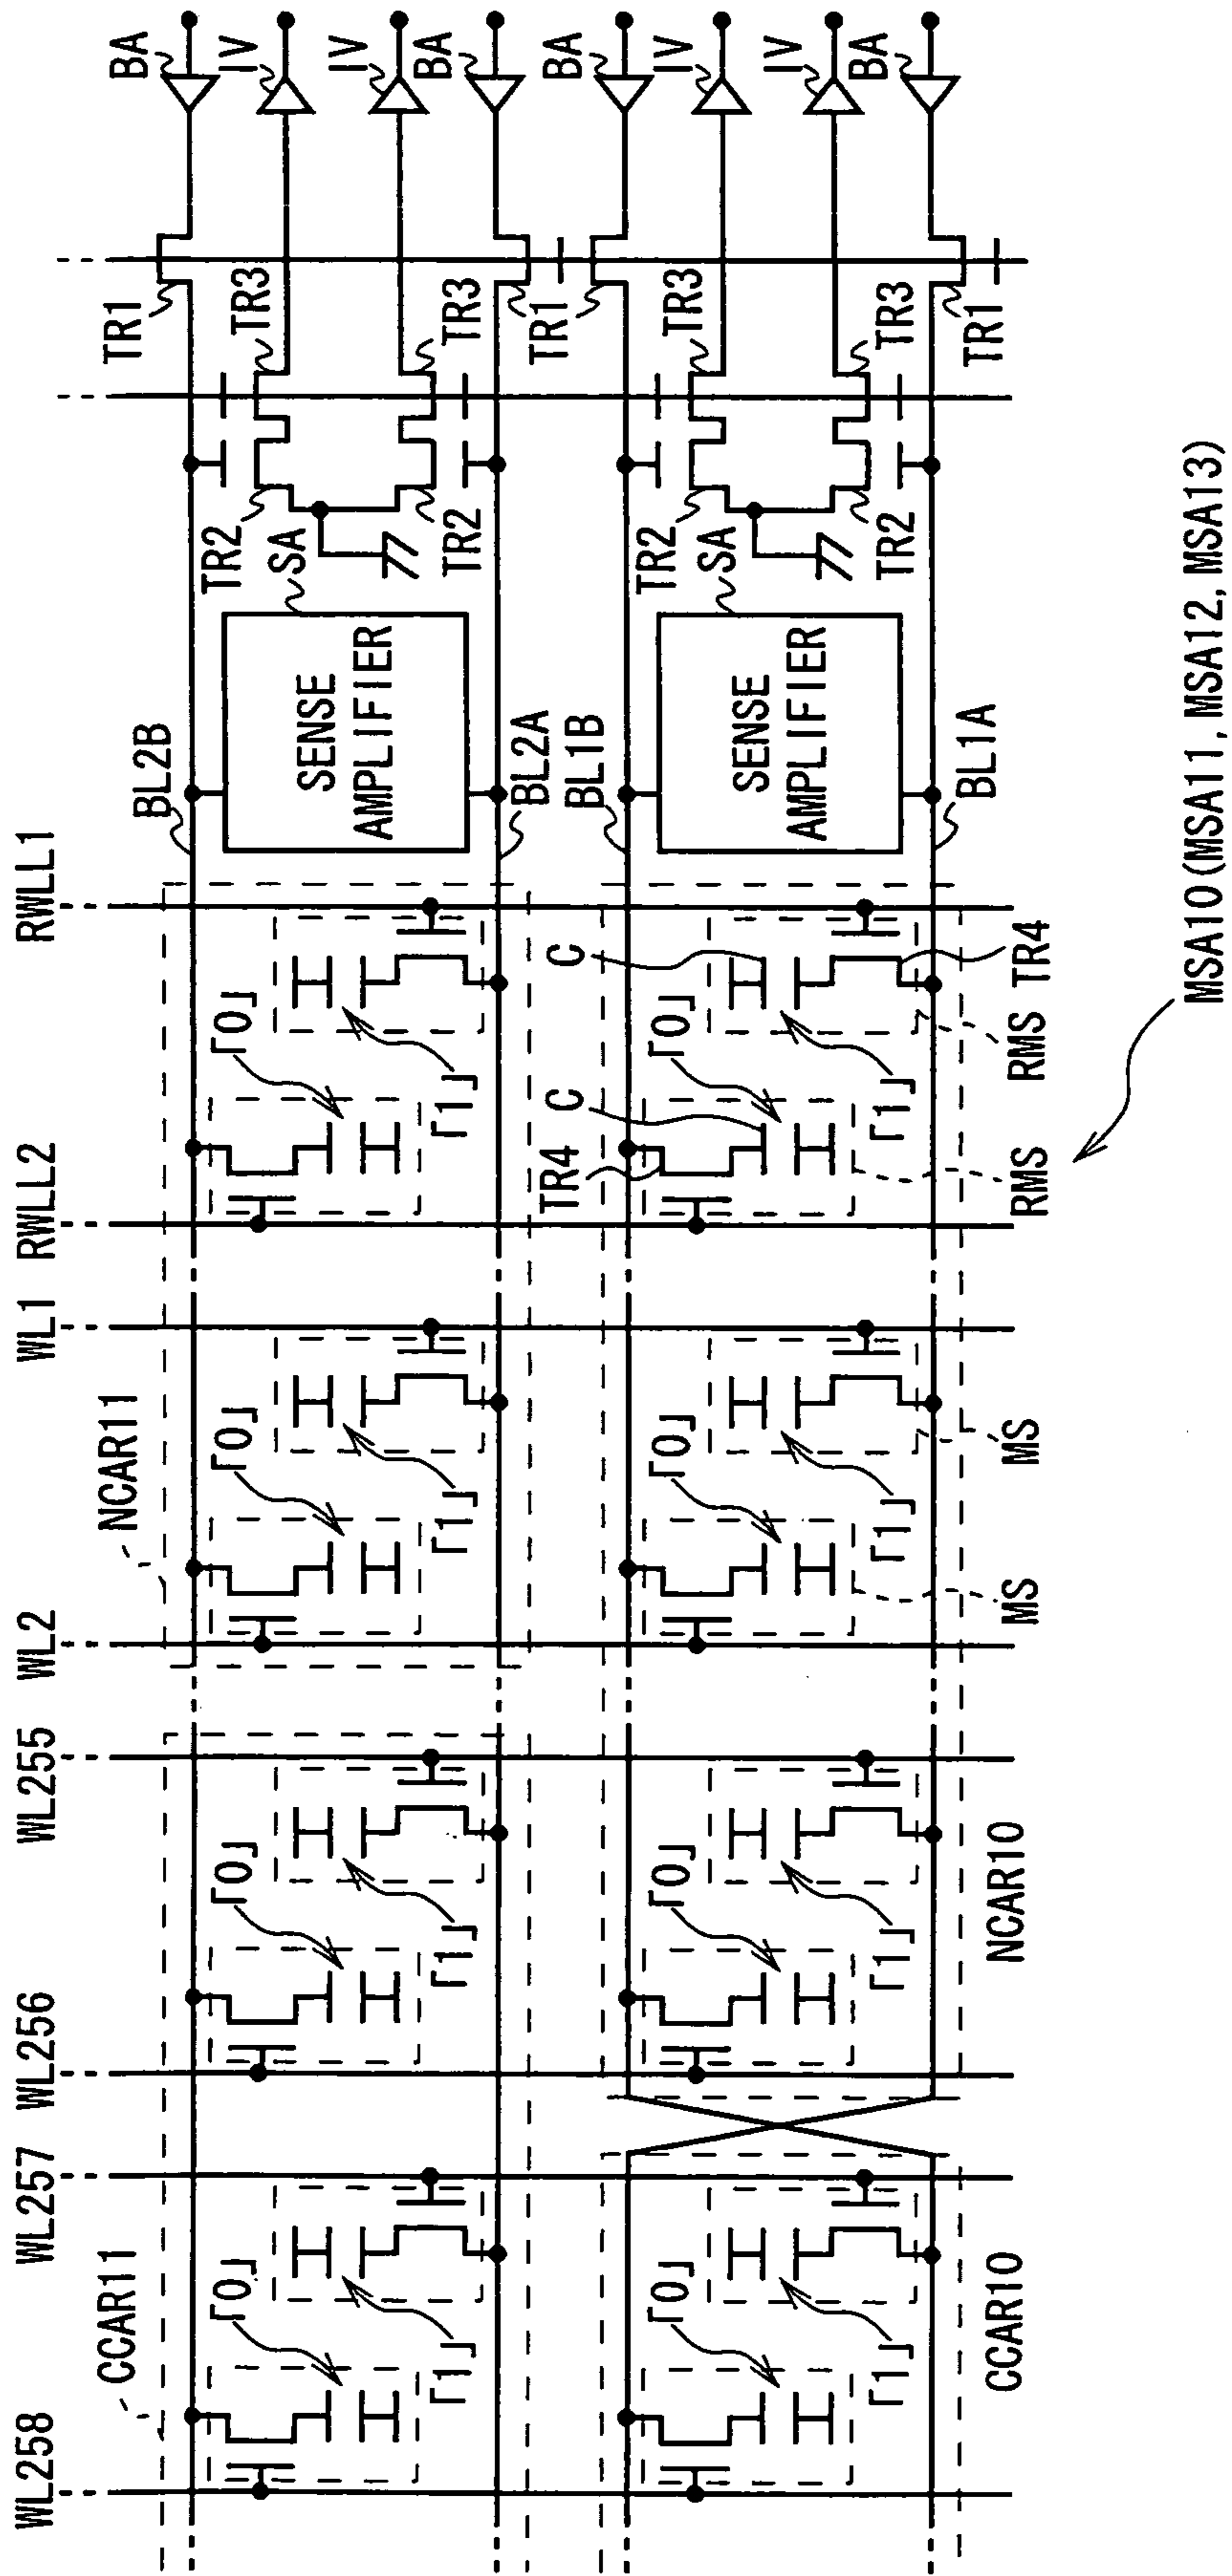 WL258
WL257
WL256
WL255
WL2
WL1
RWLL2
RWLL1
CCAR11
NCAR11
BL2B
TR1
BA
「0」
「0」
「0」
「0」
TR2
TR3
IV
SA
SENSE
AMPLIFIER
IV
「1」
「1」
「1」
「1」
TR2
TR3
BA
BL2A
TR1
BL1B
BA
C
C
TR4
「0」
「0」
「0」
「0」
TR2
TR3
IV
SA
SENSE
AMPLIFIER
IV
「1」
「1」
「1」
「1」
TR2
TR3
BA
BL1A
TR1
CCAR10
NCAR10
MS
MS
RMS
RMS
TR4
MSA10(MSA11, MSA12, MSA13)